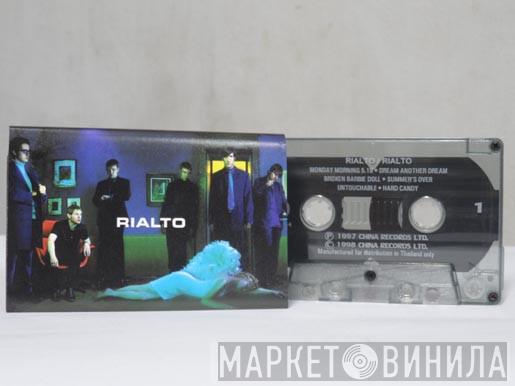 RIALTO
RIALTO / RIALTO
MONDAY MORNING 5.19 • DREAM ANOTHER DREAM
BROKEN BARBIE DOLL • SUMMER'S OVER
UNTOUCHABLE • HARD CANDY
1
℗ 1997 CHINA RECORDS LTD.
© 1998 CHINA RECORDS LTD.
Manufactured for distribution in Thailand only
МАРКЕТ ВИНИЛА